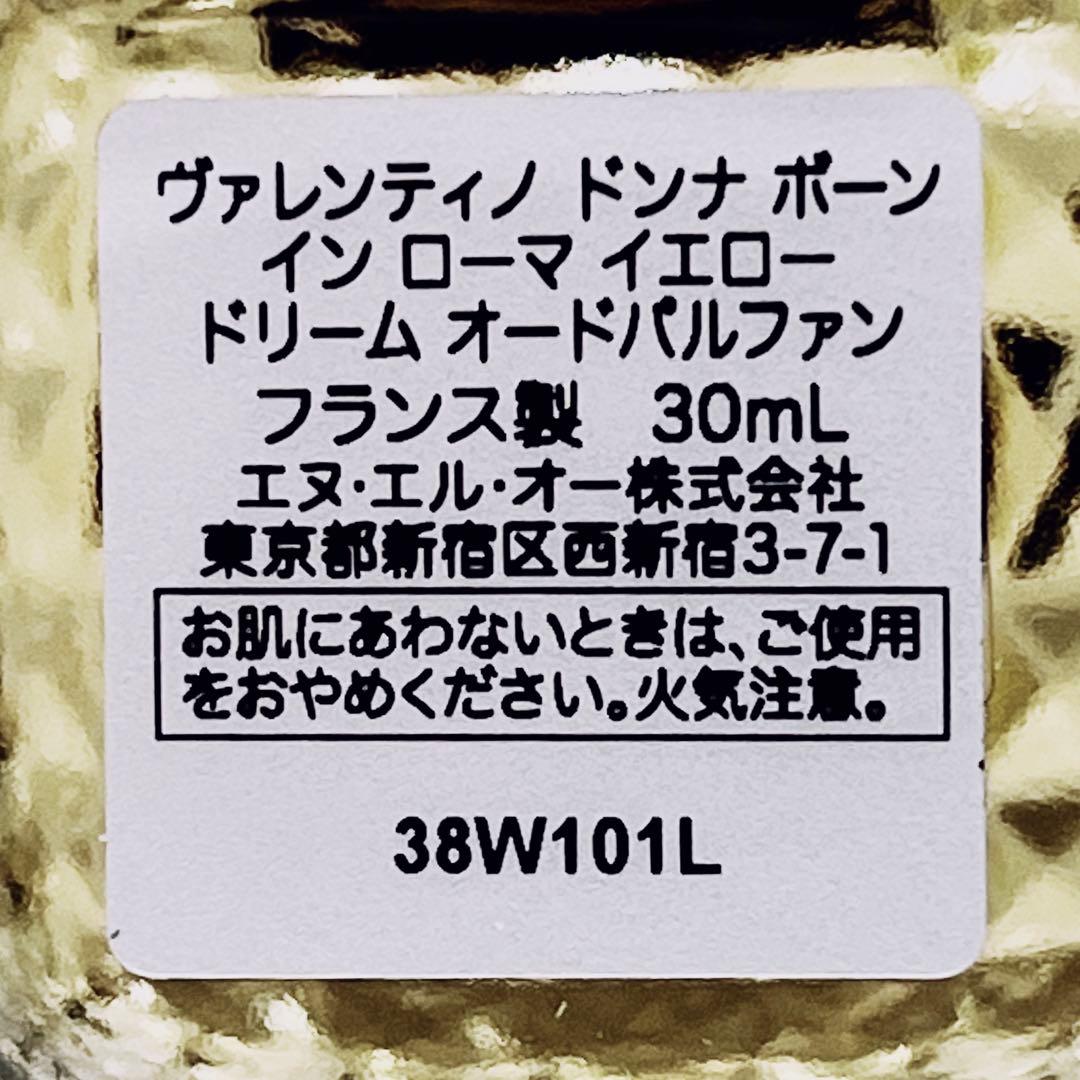 ヴァレンティノ ドンナ ボーン
イン ローマ イエロー
ドリーム オードパルファン
フランス製　30mL
エヌ・エル・オー株式会社
東京都新宿区西新宿3-7-1
お肌にあわないときは、ご使用
をおやめください。火気注意。
38W101L